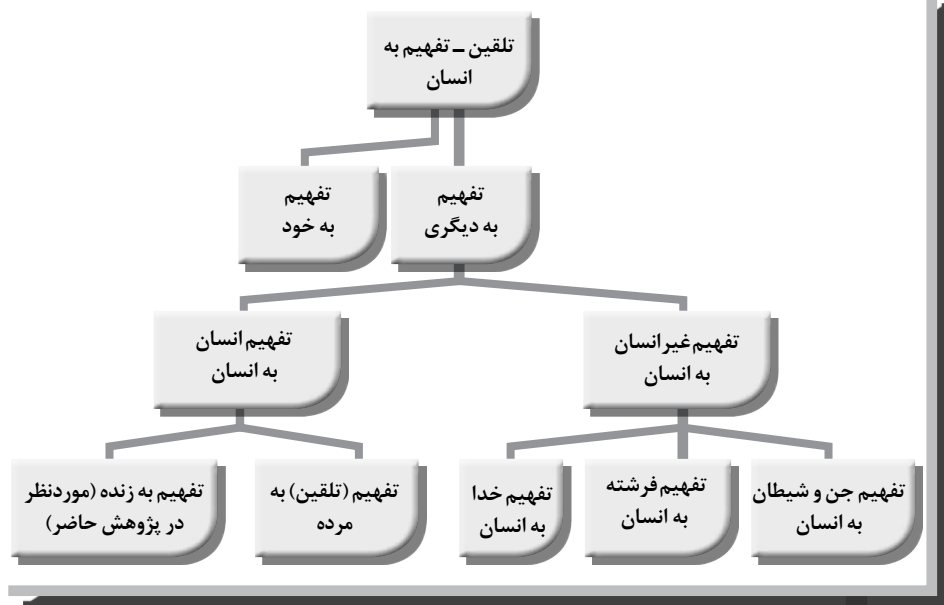 تلقین ـ تفهیم به
انسان
تفهیم
به دیگری
تفهیم
به خود
تفهیم غیرانسان
به انسان
تفهیم انسان
به انسان
تفهیم جن و شیطان
به انسان
تفهیم فرشته
به انسان
تفهیم خدا
به انسان
تفهیم (تلقین) به
مرده
تفهیم به زنده (موردنظر
در پژوهش حاضر)